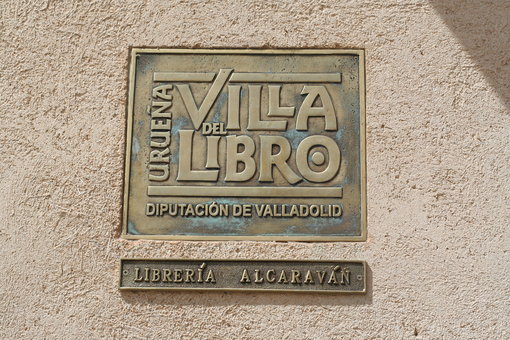 URUEÑA
VILLA
DEL
LIBRO
DIPUTACIÓN DE VALLADOLID
LIBRERÍA ALCARAVÁN